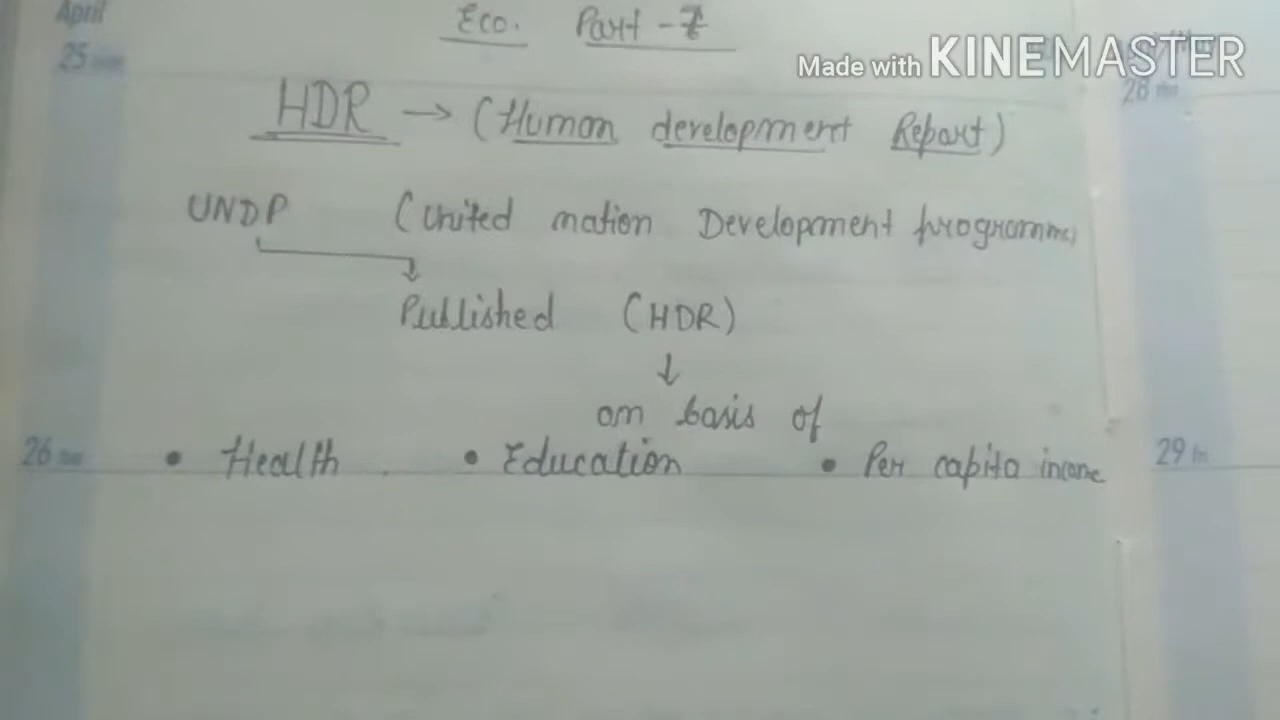 April
Eco. Part - 7
25
Made with KINEMASTER
28
HDR → (Human development Report)
UNDP (United nation Development programme)
Published (HDR)
↓
on basis of
26
• Health • Education • Per capita income
29